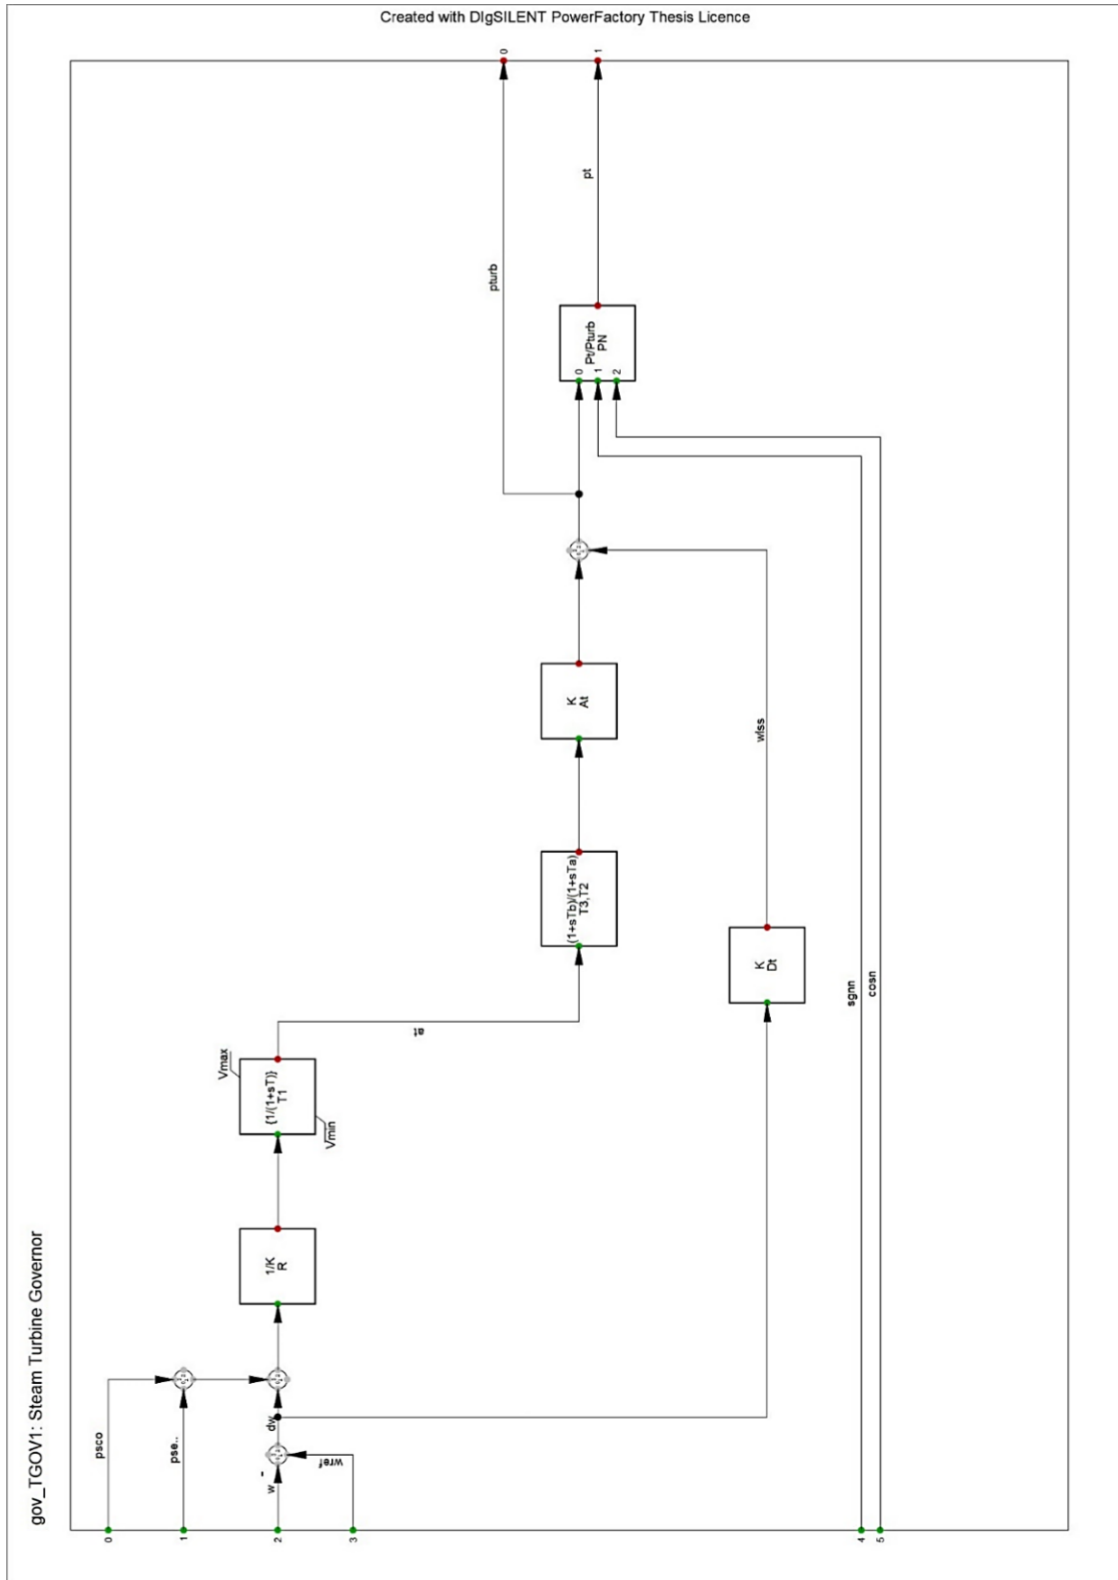 Created with DIgSILENT PowerFactory Thesis Licence
gov_TGOV1: Steam Turbine Governor
0
psco
1
pse..
2
w
-
3
wref
dw
1/K
R
{1/(1+sT)}
T1
Vmax
Vmin
at
(1+sTb)/(1+sTa)
T3,T2
K
At
K
Dt
wlss
4
sgnn
5
cosn
0
1
2
Pt/Pturb
PN
pturb
0
pt
1